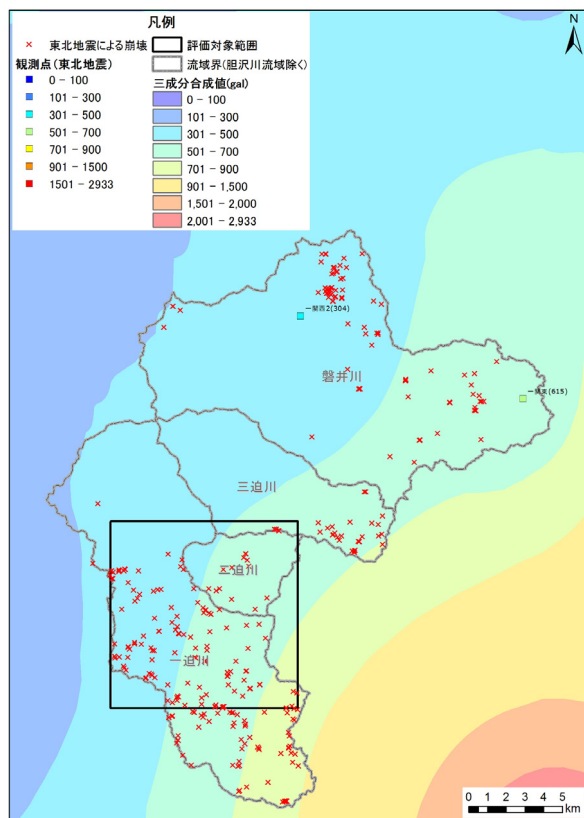 凡例
東北地震による崩壊
評価対象範囲
観測点(東北地震)
流域界(胆沢川流域除く)
0 - 100
101 - 300
301 - 500
501 - 700
701 - 900
901 - 1500
1501 - 2933
三成分合成値(gal)
0 - 100
101 - 300
301 - 500
501 - 700
701 - 900
901 - 1,500
1,501 - 2,000
2,001 - 2,933
N
一関西2(304)
磐井川
一関東(615)
三迫川
二迫川
一迫川
0 1 2 3 4 5
km